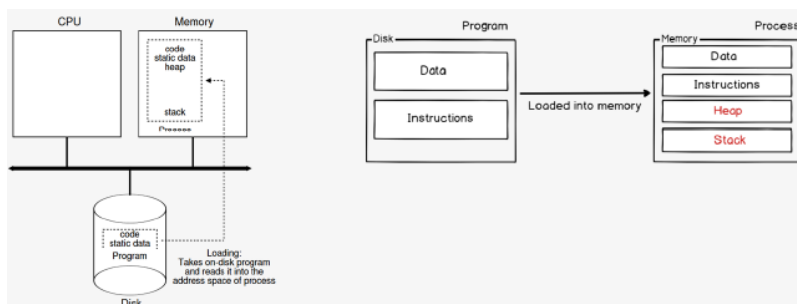 CPU
Memory
code
static data
heap
stack
Process
code
static data
Program
Disk
Loading:
Takes on-disk program
and reads it into the
address space of process
Program
Disk
Data
Instructions
Loaded into memory
Process
Memory
Data
Instructions
Heap
Stack